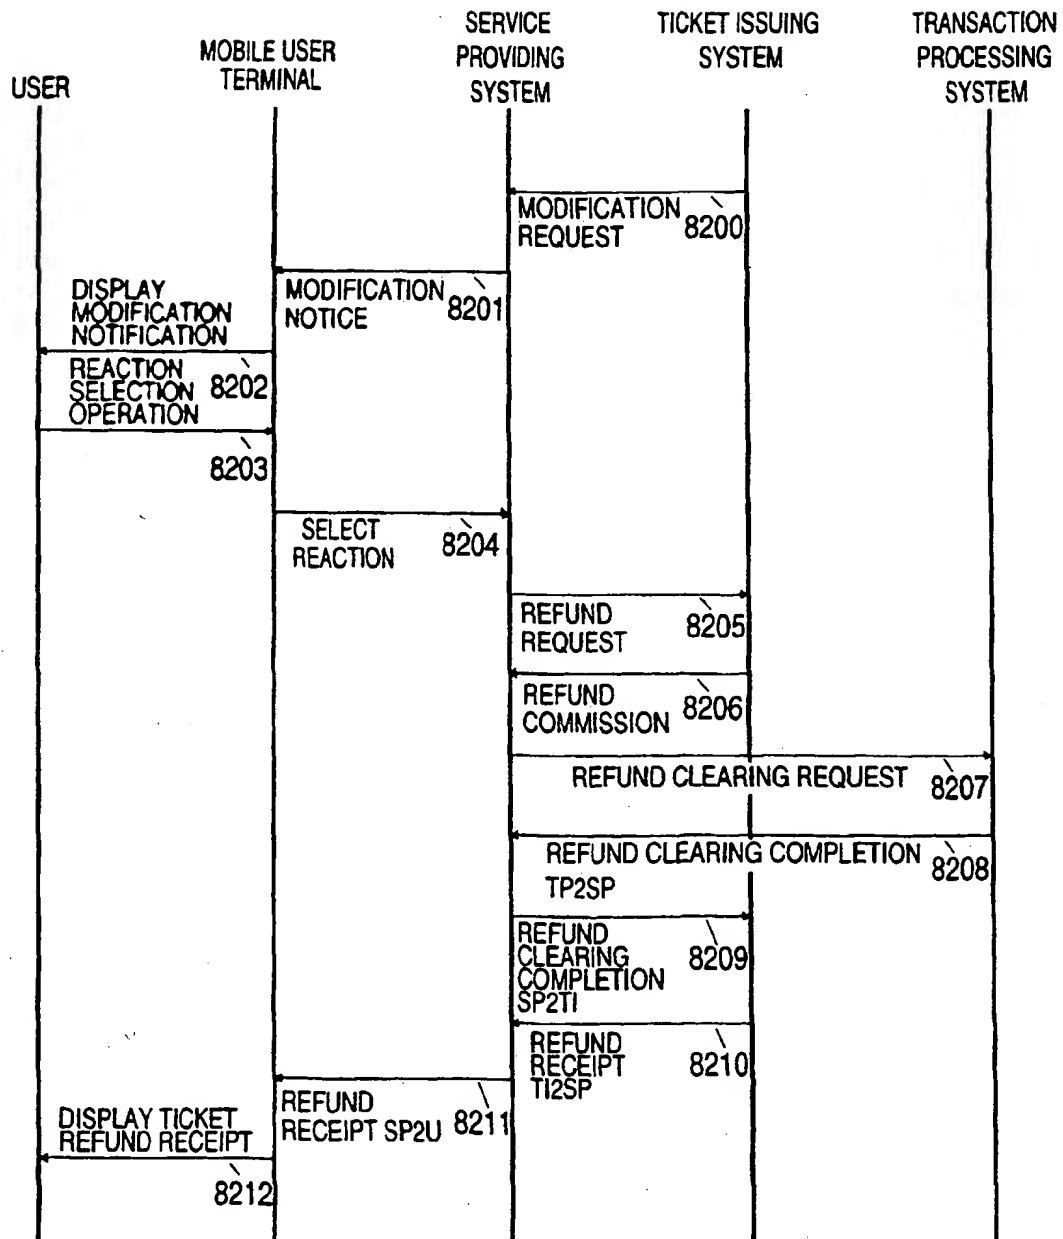 USER
MOBILE USER
TERMINAL
SERVICE
PROVIDING
SYSTEM
TICKET ISSUING
SYSTEM
TRANSACTION
PROCESSING
SYSTEM
MODIFICATION
REQUEST
8200
MODIFICATION
NOTICE
8201
DISPLAY
MODIFICATION
NOTIFICATION
8202
REACTION
SELECTION
OPERATION
8203
SELECT
REACTION
8204
REFUND
REQUEST
8205
REFUND
COMMISSION
8206
REFUND CLEARING REQUEST
8207
REFUND CLEARING COMPLETION
TP2SP
8208
REFUND
CLEARING
COMPLETION
SP2TI
8209
REFUND
RECEIPT
TI2SP
8210
REFUND
RECEIPT SP2U
8211
DISPLAY TICKET
REFUND RECEIPT
8212